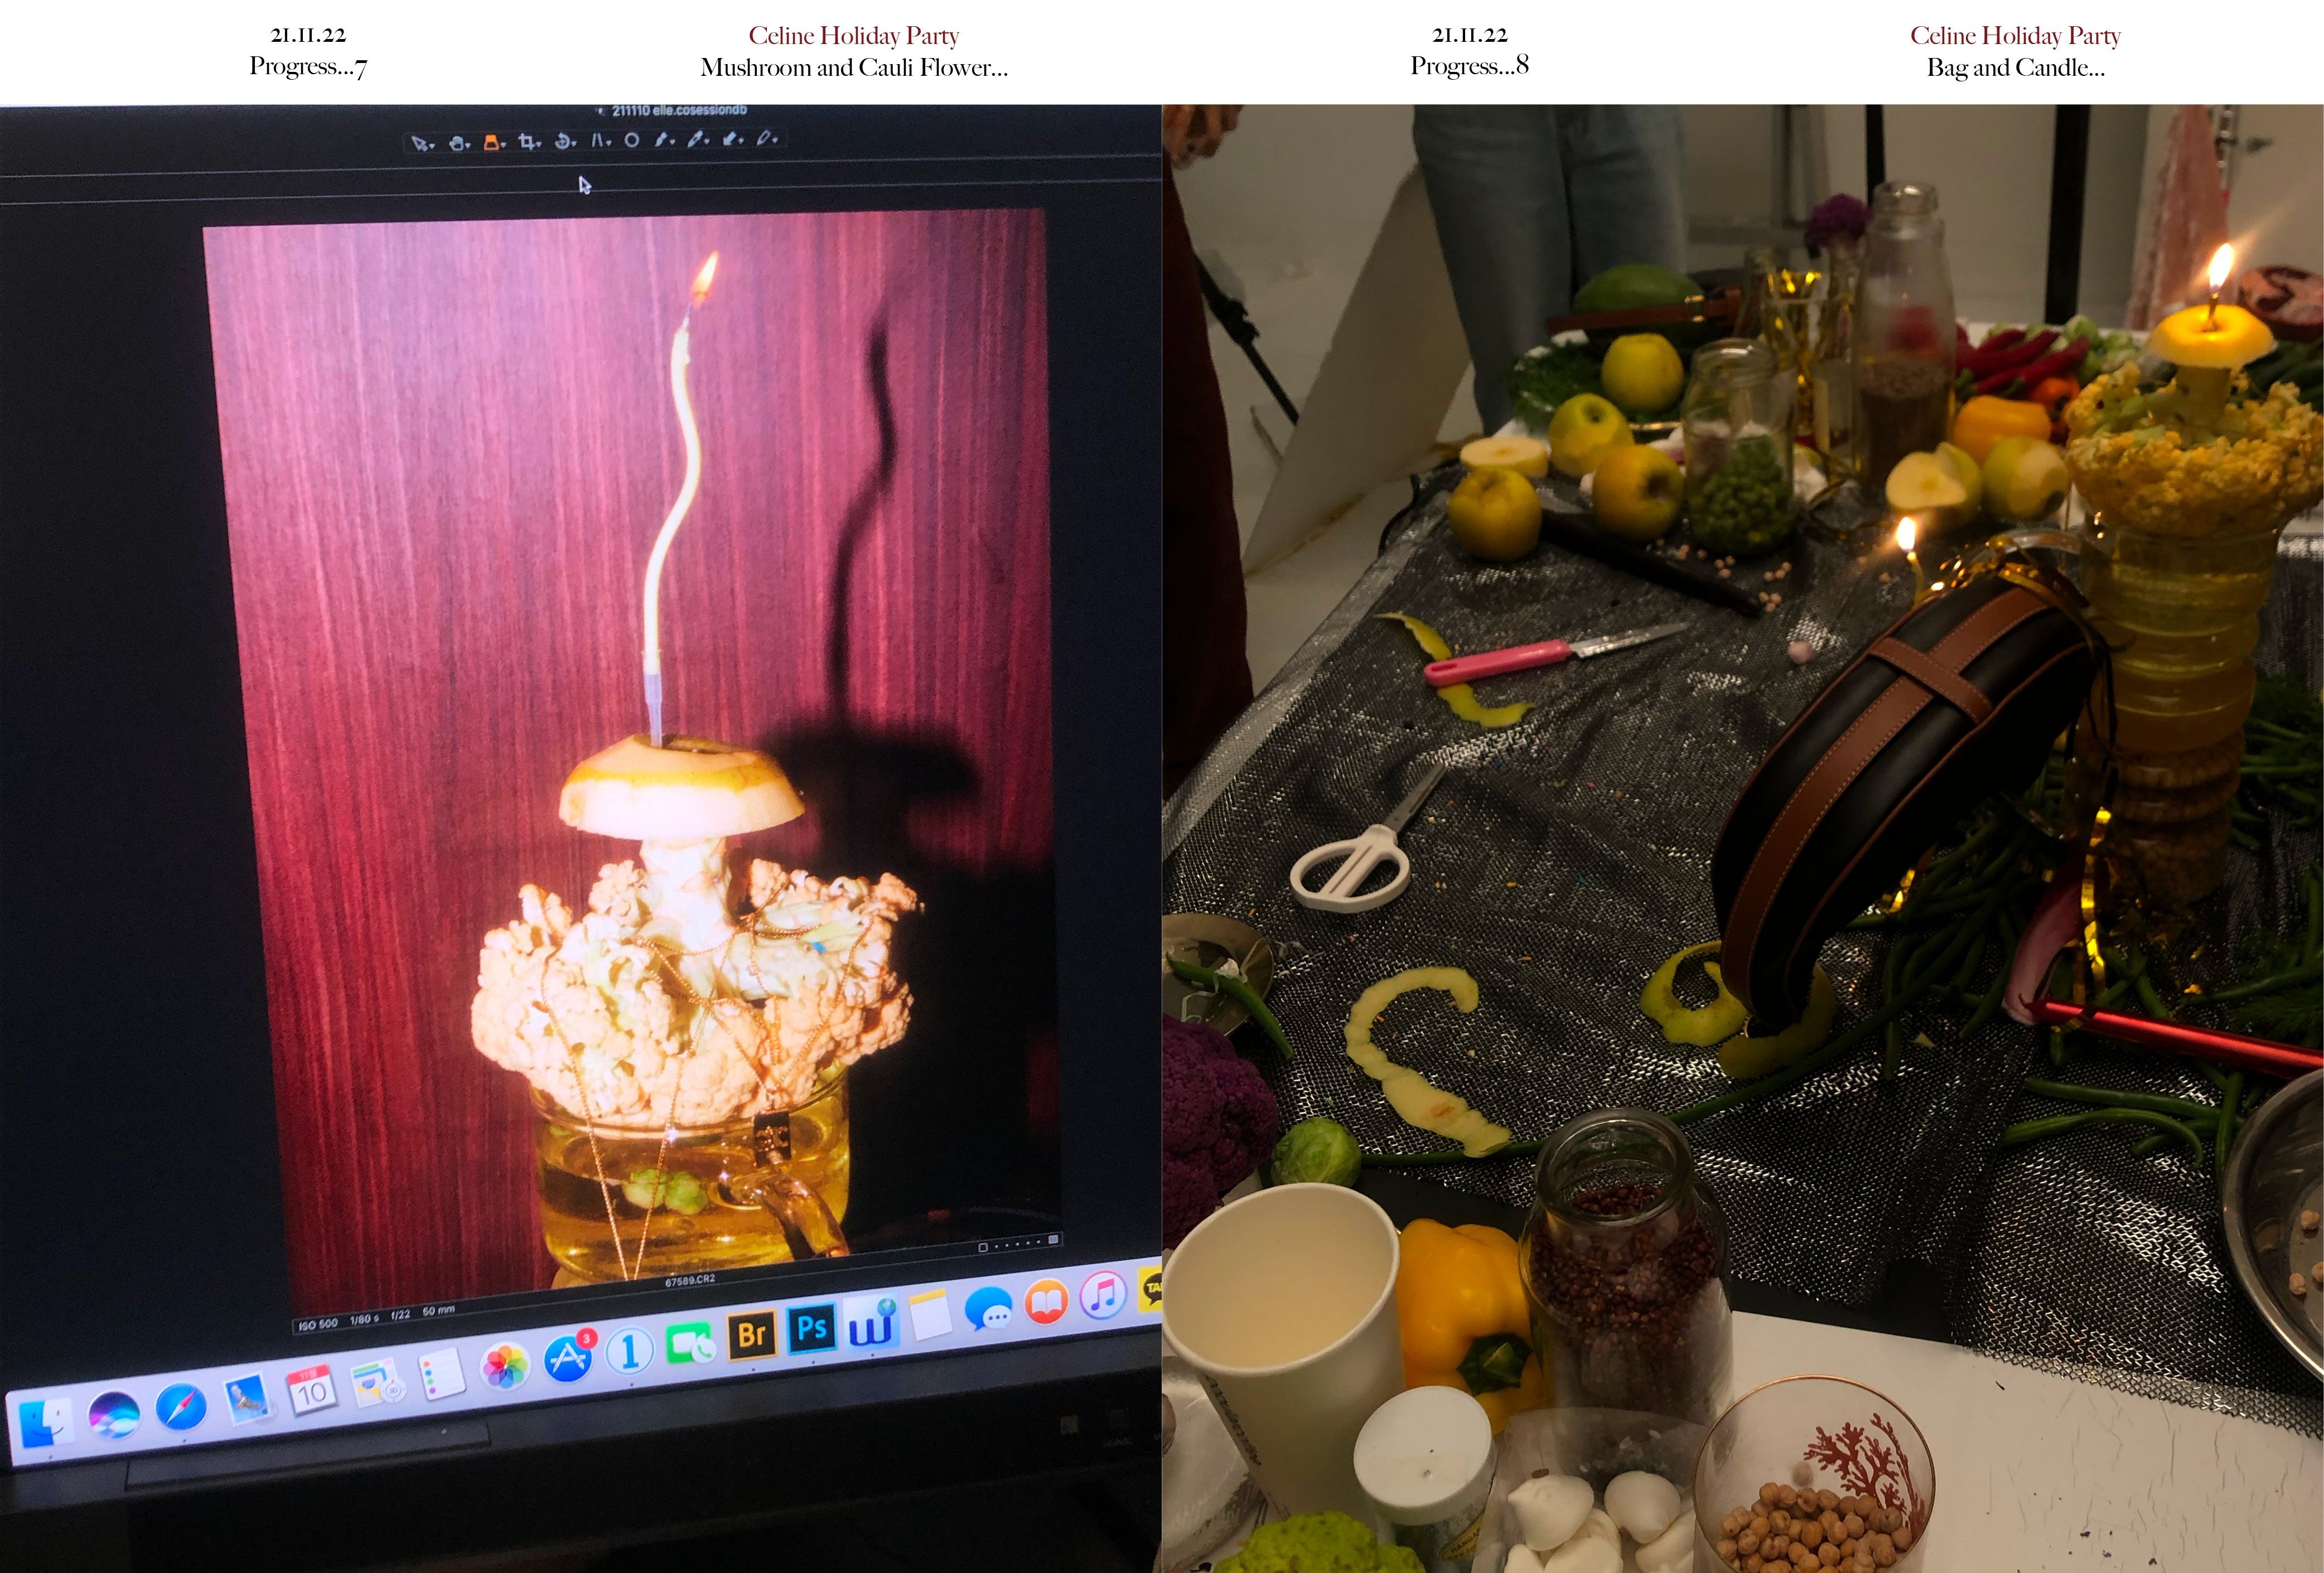 21.11.22
Progress...7
Celine Holiday Party
Mushroom and Cauli Flower...
21.11.22
Progress...8
Celine Holiday Party
Bag and Candle...
211110 elle.cosessiondb
67589.CR2
ISO 500 1/80 s f/22 50 mm
3
10
1
Br
Ps
W